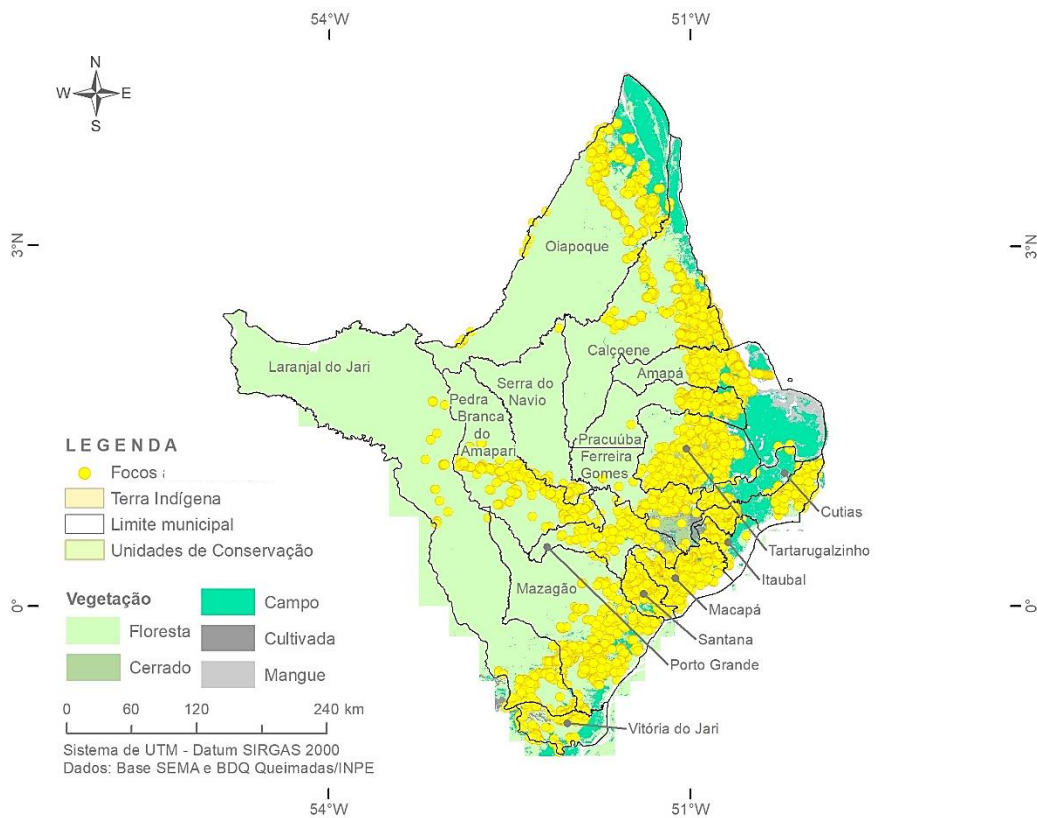 54°W
51°W
N
W
E
S
3°N
3°N
Oiapoque
Calçoene
Laranjal do Jari
Amapá
Serra do
Navio
Pedra
Branca
do
Amapari
Pracuúba
Ferreira
Gomes
LEGENDA
Focos
Terra Indígena
Limite municipal
Unidades de Conservação
Cutias
Tartarugalzinho
Itaubal
Mazagão
0°
0°
Macapá
Santana
Porto Grande
Vitória do Jari
Vegetação
Floresta
Cerrado
Campo
Cultivada
Mangue
0 60 120 240 km
Sistema de UTM - Datum SIRGAS 2000
Dados: Base SEMA e BDQ Queimadas/INPE
54°W
51°W